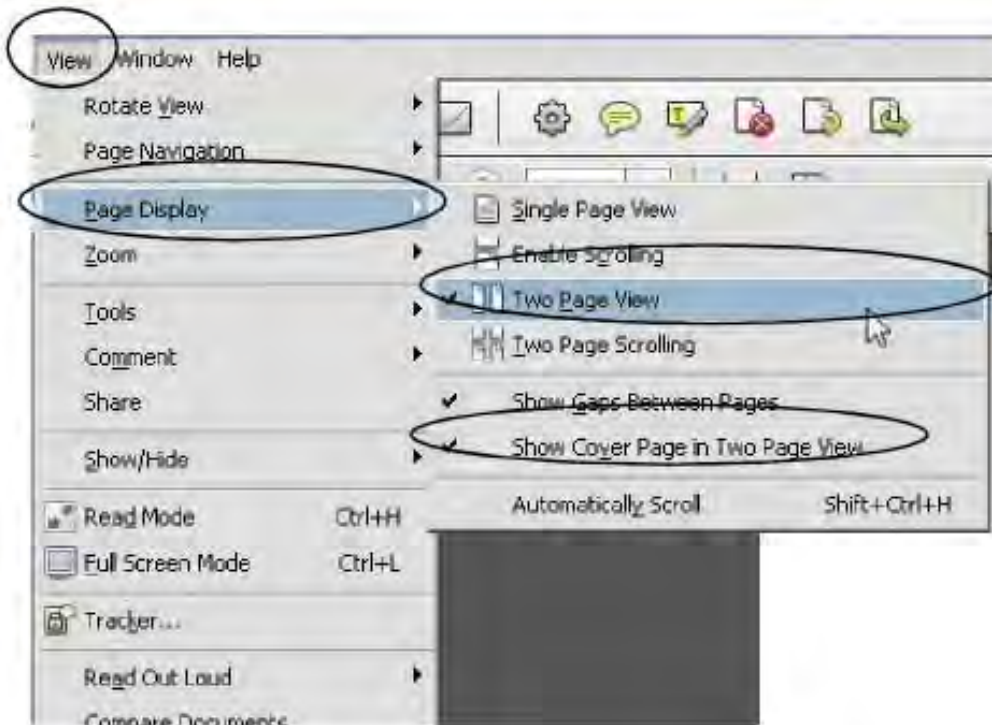 View Window Help
Rotate View
Page Navigation
Page Display
Zoom
Tools
Comment
Share
Show/Hide
Read Mode Ctrl+H
Full Screen Mode Ctrl+L
Tracker...
Read Out Loud
Compare Documents
Single Page View
Enable Scrolling
Two Page View
Two Page Scrolling
Show Gaps Between Pages
Show Cover Page in Two Page View
Automatically Scroll Shift+Ctrl+H